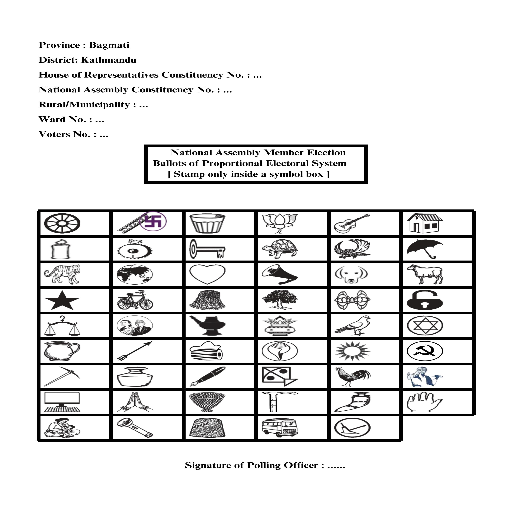 Province : Bagmati
District: Kathmandu
House of Representatives Constituency No. : ...
National Assembly Constituency No. : ...
Rural/Municipality : ...
Ward No. : ...
Voters No. : ...
National Assembly Member Election
Ballots of Proportional Electoral System
[ Stamp only inside a symbol box ]
Signature of Polling Officer : ......